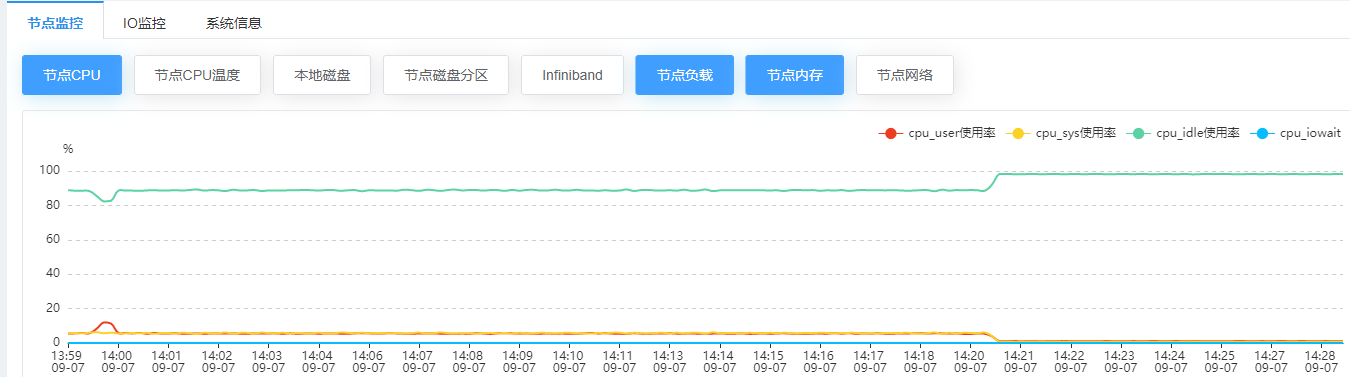 节点监控 IO监控 系统信息
节点CPU 节点CPU温度 本地磁盘 节点磁盘分区 Infiniband 节点负载 节点内存 节点网络
cpu_user使用率 cpu_sys使用率 cpu_idle使用率 cpu_iowait
%
100
80
60
40
20
0
13:59 14:00 14:01 14:02 14:03 14:04 14:06 14:07 14:08 14:09 14:10 14:11 14:13 14:14 14:15 14:16 14:17 14:18 14:20 14:21 14:22 14:23 14:24 14:25 14:27 14:28
09-07 09-07 09-07 09-07 09-07 09-07 09-07 09-07 09-07 09-07 09-07 09-07 09-07 09-07 09-07 09-07 09-07 09-07 09-07 09-07 09-07 09-07 09-07 09-07 09-07 09-07